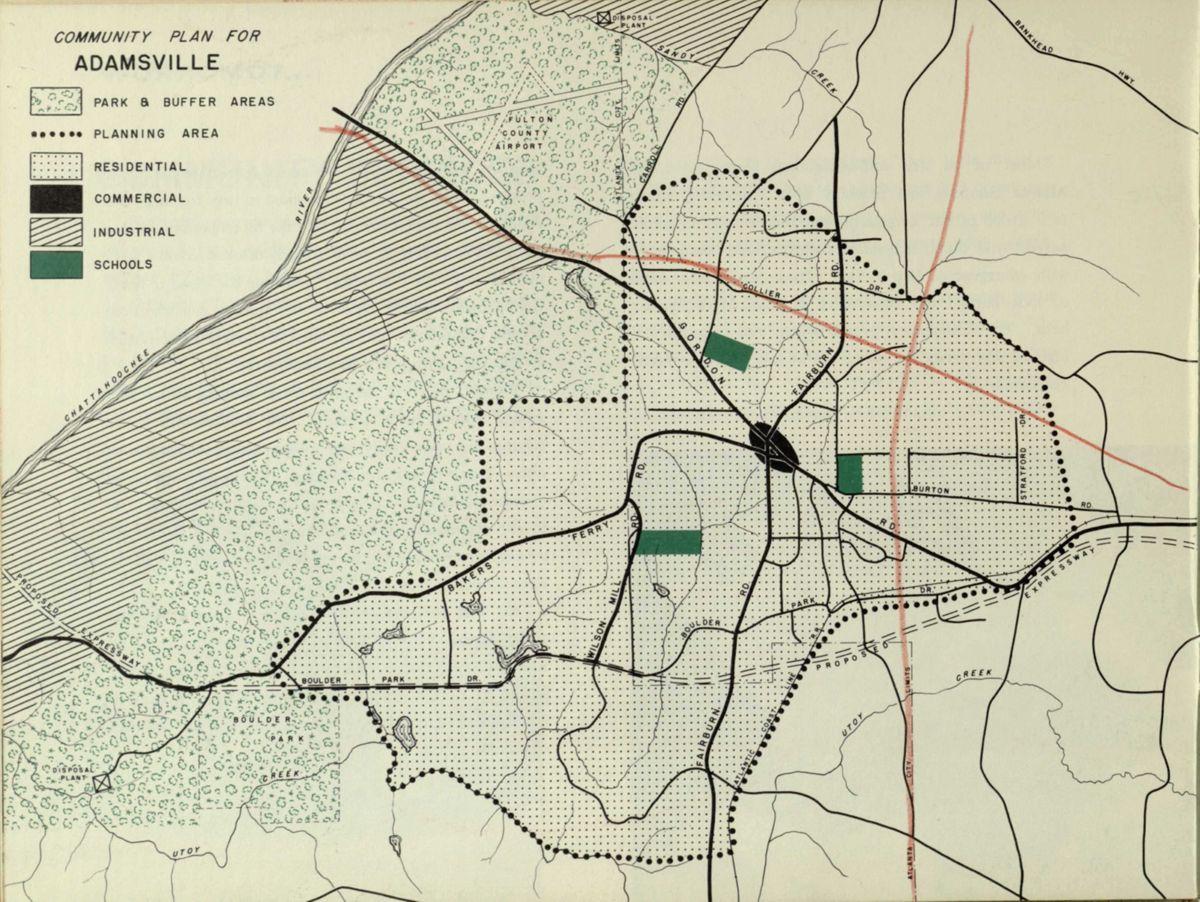 COMMUNITY PLAN FOR
ADAMSVILLE
PARK & BUFFER AREAS
PLANNING AREA
RESIDENTIAL
COMMERCIAL
INDUSTRIAL
SCHOOLS
DISPOSAL
PLANT
SANDY
CREEK
BANKHEAD
HWY.
ATLANTA CITY LIMITS
FULTON
COUNTY
AIRPORT
CARROLL RD.
RIVER
CHATTAHOOCHEE
COLLIER DR.
GORDON
FAIRBURN
RD.
STRATFORD DR.
BURTON RD.
RD.
BAKERS FERRY RD.
WILSON MILL RD.
FAIRBURN RD.
BOULDER PARK DR.
PROPOSED EXPRESSWAY
PROPOSED EXPRESSWAY
BOULDER PARK DR.
BOULDER
PARK
DISPOSAL
PLANT
CREEK
UTOY
ATLANTIC COAST LINE R.R.
UTOY CREEK
ATLANTA CITY LIMITS